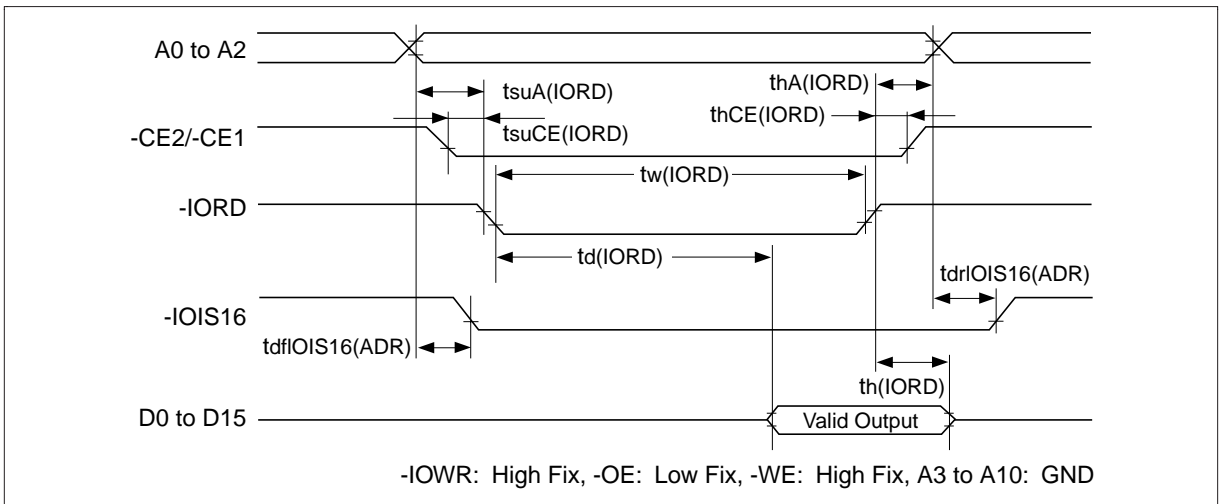 A0 to A2
tsuA(IORD)
thA(IORD)
-CE2/-CE1
tsuCE(IORD)
thCE(IORD)
tw(IORD)
-IORD
td(IORD)
tdrIOIS16(ADR)
-IOIS16
tdfIOIS16(ADR)
th(IORD)
D0 to D15
Valid Output
-IOWR: High Fix, -OE: Low Fix, -WE: High Fix, A3 to A10: GND